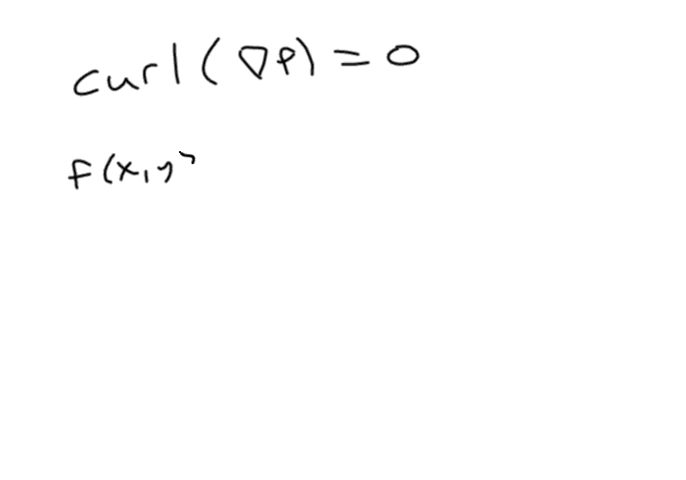 curl(∇φ) = 0
F(x,y)